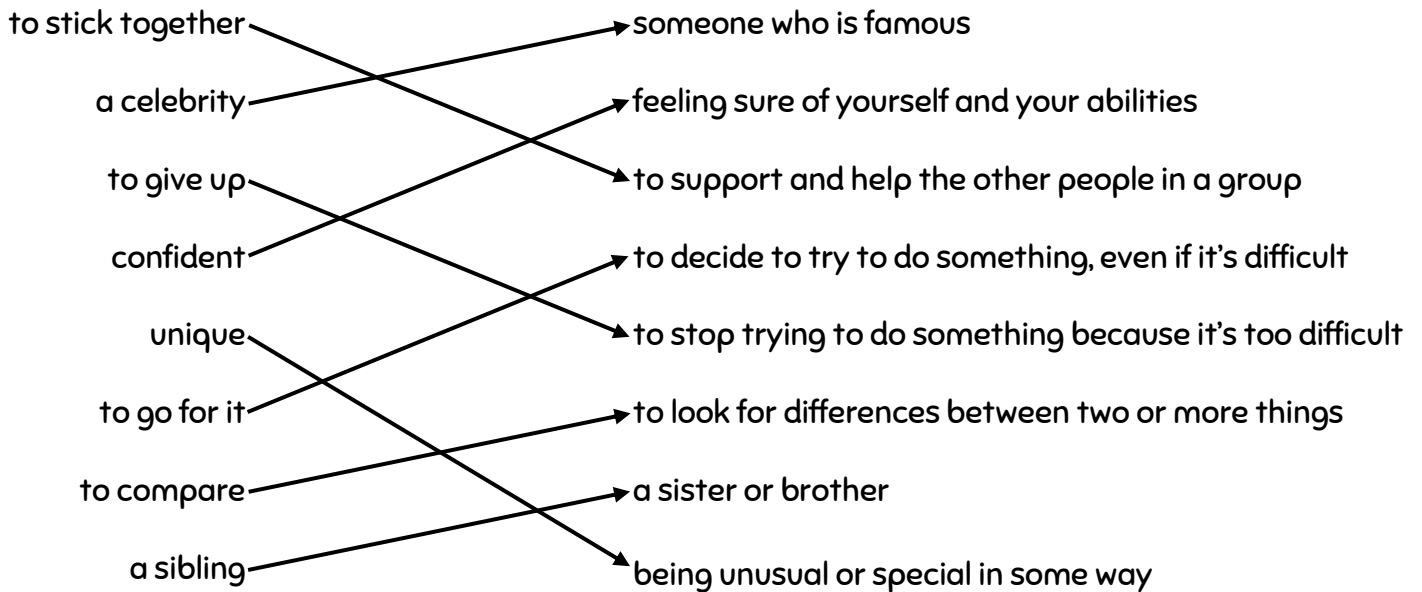 to stick together
someone who is famous
a celebrity
feeling sure of yourself and your abilities
to give up
to support and help the other people in a group
confident
to decide to try to do something, even if it's difficult
unique
to stop trying to do something because it's too difficult
to go for it
to look for differences between two or more things
to compare
a sister or brother
a sibling
being unusual or special in some way